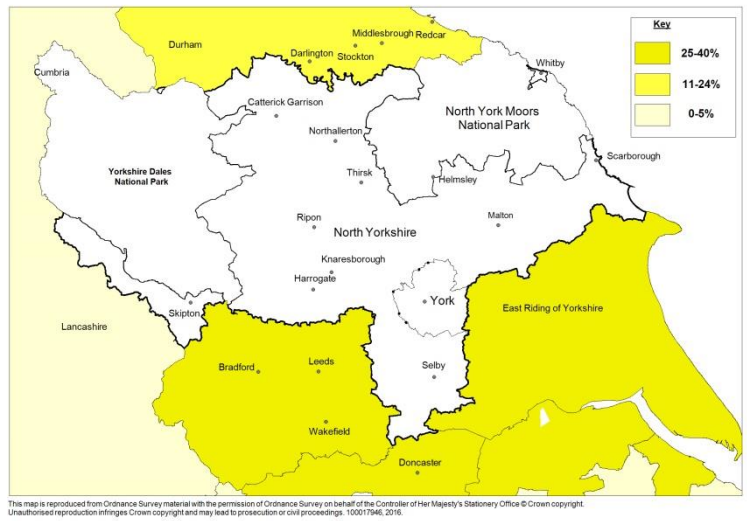 Key
25-40%
11-24%
0-5%
Durham
Middlesbrough
Redcar
Darlington
Stockton
Cumbria
Whitby
Catterick Garrison
North York Moors
National Park
Northallerton
Scarborough
Yorkshire Dales
National Park
Thirsk
Helmsley
Ripon
North Yorkshire
Malton
Knaresborough
Harrogate
York
East Riding of Yorkshire
Skipton
Lancashire
Bradford
Leeds
Selby
Wakefield
Doncaster
This map is reproduced from Ordnance Survey material with the permission of Ordnance Survey on behalf of the Controller of Her Majesty's Stationery Office © Crown copyright.
Unauthorised reproduction infringes Crown copyright and may lead to prosecution or civil proceedings. 100017946, 2016.